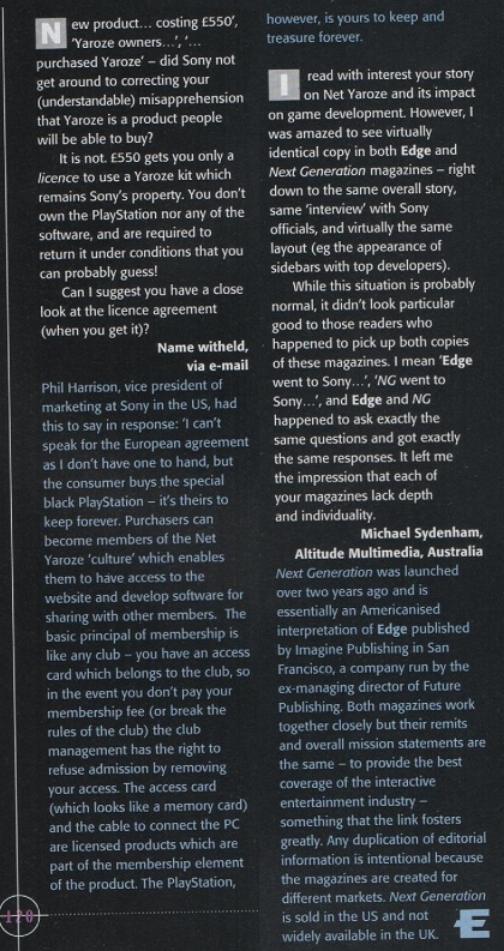 New product... costing £550',
'Yaroze owners...', '...
purchased Yaroze' – did Sony not
get around to correcting your
(understandable) misapprehension
that Yaroze is a product people
will be able to buy?
It is not. £550 gets you only a
licence to use a Yaroze kit which
remains Sony's property. You don't
own the PlayStation nor any of the
software, and are required to
return it under conditions that you
can probably guess!
Can I suggest you have a close
look at the licence agreement
(when you get it)?
Name witheld,
via e-mail
Phil Harrison, vice president of
marketing at Sony in the US, had
this to say in response: 'I can't
speak for the European agreement
as I don't have one to hand, but
the consumer buys the special
black PlayStation – it's theirs to
keep forever. Purchasers can
become members of the Net
Yaroze 'culture' which enables
them to have access to the
website and develop software for
sharing with other members. The
basic principal of membership is
like any club – you have an access
card which belongs to the club, so
in the event you don't pay your
membership fee (or break the
rules of the club) the club
management has the right to
refuse admission by removing
your access. The access card
(which looks like a memory card)
and the cable to connect the PC
are licensed products which are
part of the membership element
of the product. The PlayStation,
however, is yours to keep and
treasure forever.
I read with interest your story
on Net Yaroze and its impact
on game development. However, I
was amazed to see virtually
identical copy in both Edge and
Next Generation magazines – right
down to the same overall story,
same 'interview' with Sony
officials, and virtually the same
layout (eg the appearance of
sidebars with top developers).
While this situation is probably
normal, it didn't look particular
good to those readers who
happened to pick up both copies
of these magazines. I mean 'Edge
went to Sony...', 'NG went to
Sony...', and Edge and NG
happened to ask exactly the
same questions and got exactly
the same responses. It left me
the impression that each of
your magazines lack depth
and individuality.
Michael Sydenham,
Altitude Multimedia, Australia
Next Generation was launched
over two years ago and is
essentially an Americanised
interpretation of Edge published
by Imagine Publishing in San
Francisco, a company run by the
ex-managing director of Future
Publishing. Both magazines work
together closely but their remits
and overall mission statements are
the same – to provide the best
coverage of the interactive
entertainment industry –
something that the link fosters
greatly. Any duplication of editorial
information is intentional because
the magazines are created for
different markets. Next Generation
is sold in the US and not
widely available in the UK.
E
120